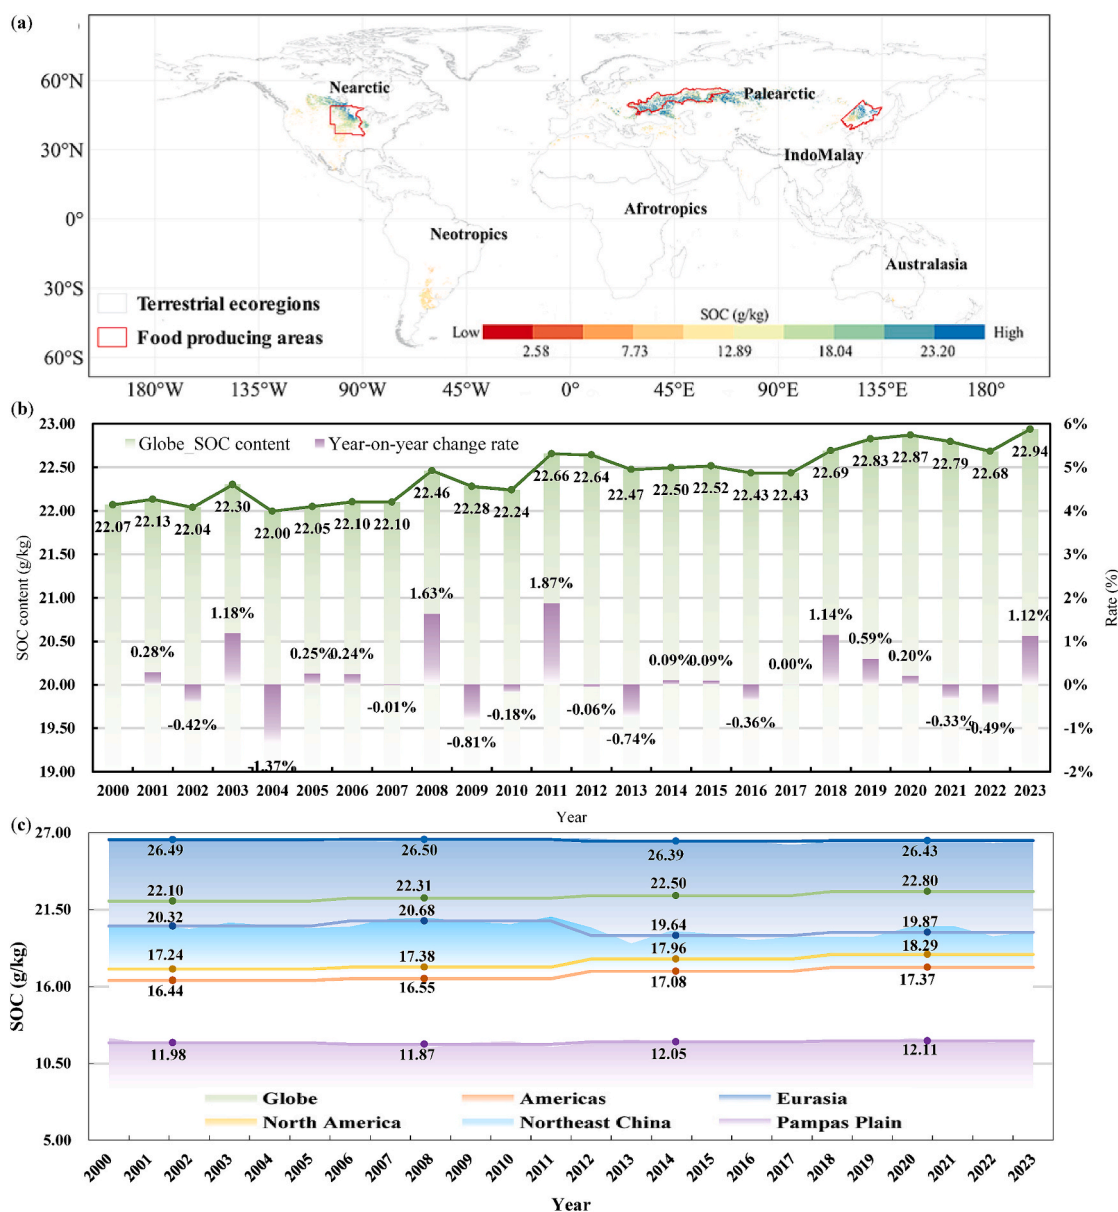 (a)
60°N
30°N
0°
30°S
60°S
Nearctic
Palearctic
IndoMalay
Afrotropics
Neotropics
Australasia
Terrestrial ecoregions
Food producing areas
SOC (g/kg)
Low
High
2.58 7.73 12.89 18.04 23.20
180°W 135°W 90°W 45°W 0° 45°E 90°E 135°E 180°
(b)
23.00
22.50
22.00
21.50
21.00
20.50
20.00
19.50
19.00
SOC content (g/kg)
Globe_SOC content
Year-on-year change rate
22.07 22.13 22.04 22.30 22.00 22.05 22.10 22.10 22.46 22.28 22.24 22.66 22.64 22.47 22.50 22.52 22.43 22.43 22.69 22.83 22.87 22.79 22.68 22.94
0.28% -0.42% 1.18% -1.37% 0.25% 0.24% -0.01% 1.63% -0.81% -0.18% 1.87% -0.06% -0.74% 0.09% 0.09% -0.36% 0.00% 1.14% 0.59% 0.20% -0.33% -0.49% 1.12%
6%
5%
4%
3%
2%
1%
0%
-1%
-2%
Rate (%)
2000 2001 2002 2003 2004 2005 2006 2007 2008 2009 2010 2011 2012 2013 2014 2015 2016 2017 2018 2019 2020 2021 2022 2023
Year
(c)
27.00
21.50
16.00
10.50
5.00
SOC (g/kg)
26.49 26.50 26.39 26.43
22.10 22.31 22.50 22.80
20.32 20.68 19.64 19.87
17.24 17.38 17.96 18.29
16.44 16.55 17.08 17.37
11.98 11.87 12.05 12.11
Globe Americas Eurasia
North America Northeast China Pampas Plain
2000 2001 2002 2003 2004 2005 2006 2007 2008 2009 2010 2011 2012 2013 2014 2015 2016 2017 2018 2019 2020 2021 2022 2023
Year